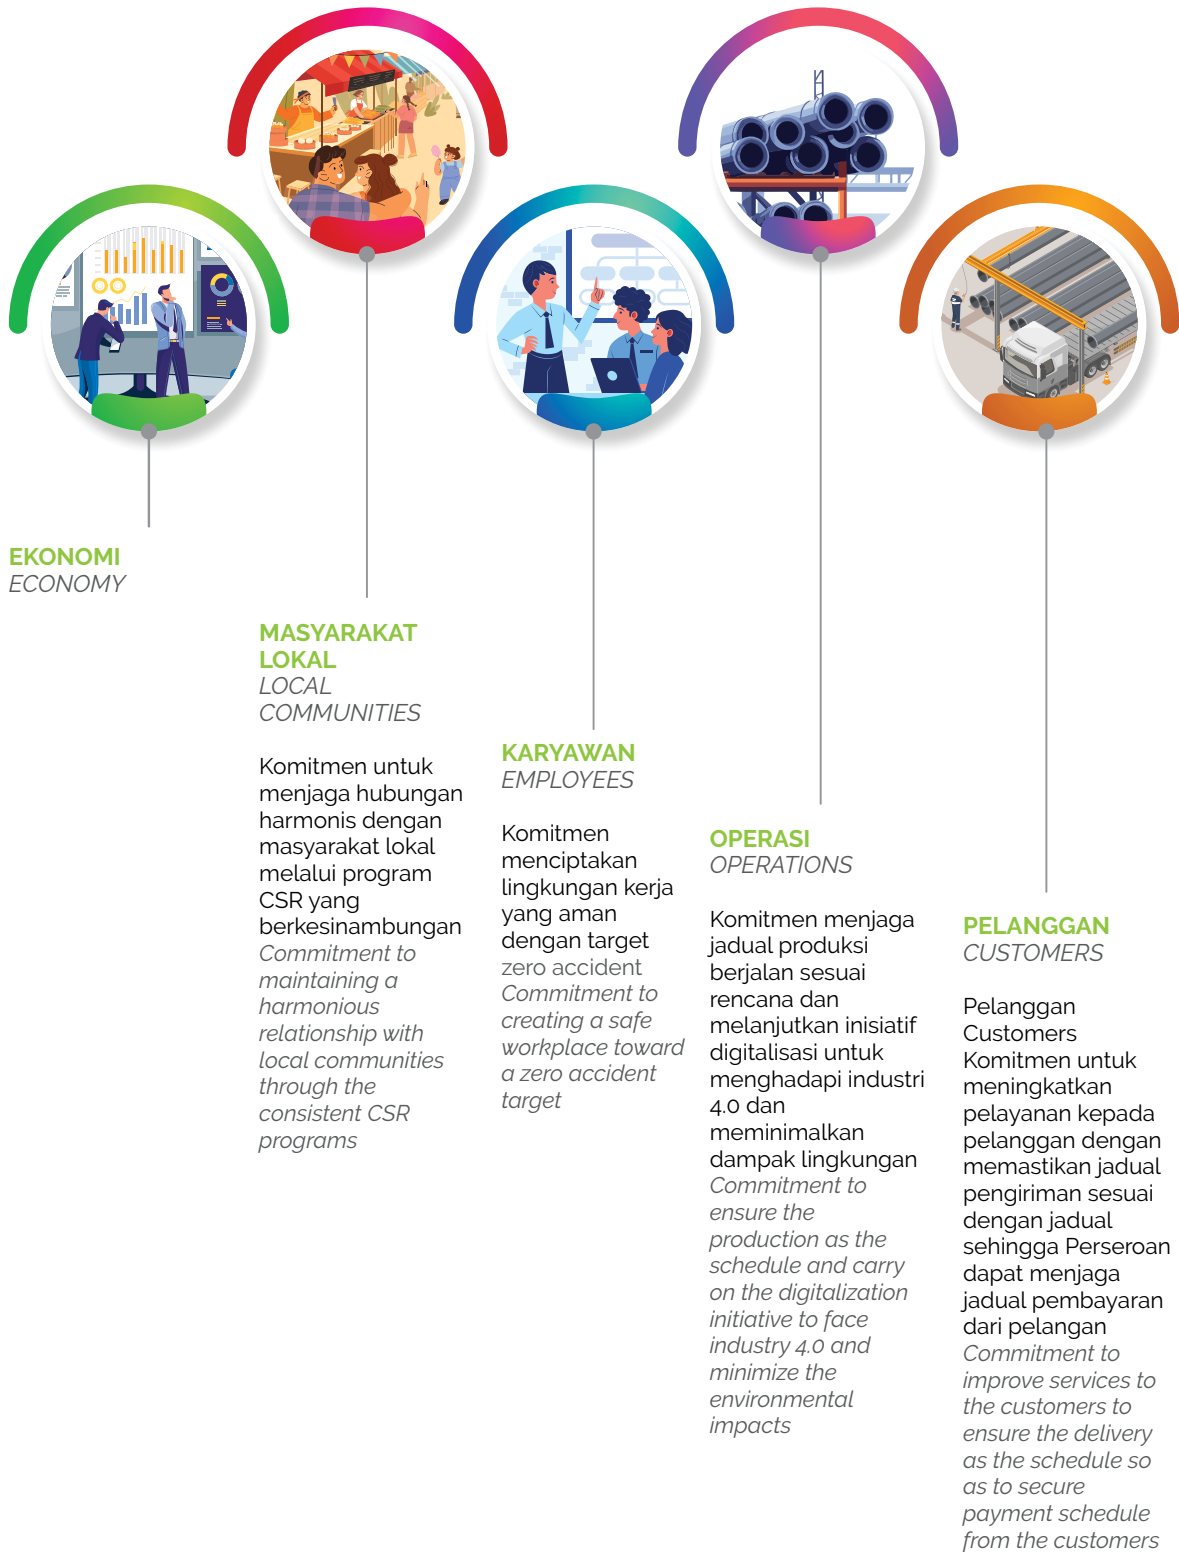 EKONOMI
ECONOMY
MASYARAKAT
LOKAL
LOCAL
COMMUNITIES
Komitmen untuk
menjaga hubungan
harmonis dengan
masyarakat lokal
melalui program
CSR yang
berkesinambungan
Commitment to
maintaining a
harmonious
relationship with
local communities
through the
consistent CSR
programs
KARYAWAN
EMPLOYEES
Komitmen
menciptakan
lingkungan kerja
yang aman
dengan target
zero accident
Commitment to
creating a safe
workplace toward
a zero accident
target
OPERASI
OPERATIONS
Komitmen menjaga
jadual produksi
berjalan sesuai
rencana dan
melanjutkan inisiatif
digitalisasi untuk
menghadapi industri
4.0 dan
meminimalkan
dampak lingkungan
Commitment to
ensure the
production as the
schedule and carry
on the digitalization
initiative to face
industry 4.0 and
minimize the
environmental
impacts
PELANGGAN
CUSTOMERS
Pelanggan
Customers
Komitmen untuk
meningkatkan
pelayanan kepada
pelanggan dengan
memastikan jadual
pengiriman sesuai
dengan jadual
sehingga Perseroan
dapat menjaga
jadual pembayaran
dari pelangan
Commitment to
improve services to
the customers to
ensure the delivery
as the schedule so
as to secure
payment schedule
from the customers